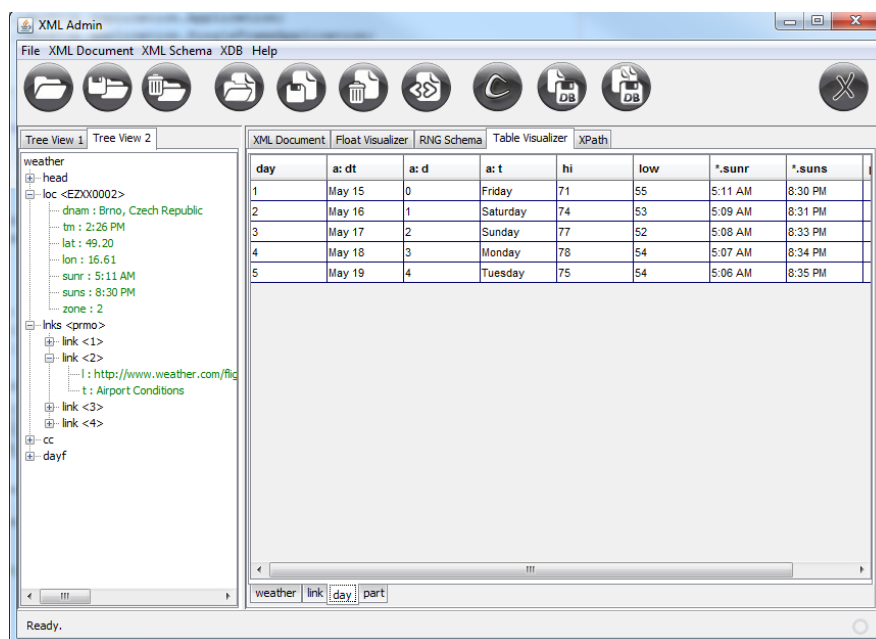 XML Admin
File XML Document XML Schema XDB Help
C DB DB X
Tree View 1 Tree View 2
weather
head
loc <EZXX0002>
dnam : Brno, Czech Republic
tm : 2:26 PM
lat : 49.20
lon : 16.61
sunr : 5:11 AM
suns : 8:30 PM
zone : 2
lnks <prmo>
link <1>
link <2>
l : http://www.weather.com/flig
t : Airport Conditions
link <3>
link <4>
cc
dayf
XML Document Float Visualizer RNG Schema Table Visualizer XPath
day a: dt a: d a: t hi low *.sunr *.suns
1 May 15 0 Friday 71 55 5:11 AM 8:30 PM
2 May 16 1 Saturday 74 53 5:09 AM 8:31 PM
3 May 17 2 Sunday 77 52 5:08 AM 8:33 PM
4 May 18 3 Monday 78 54 5:07 AM 8:34 PM
5 May 19 4 Tuesday 75 54 5:06 AM 8:35 PM
weather link day part
Ready.